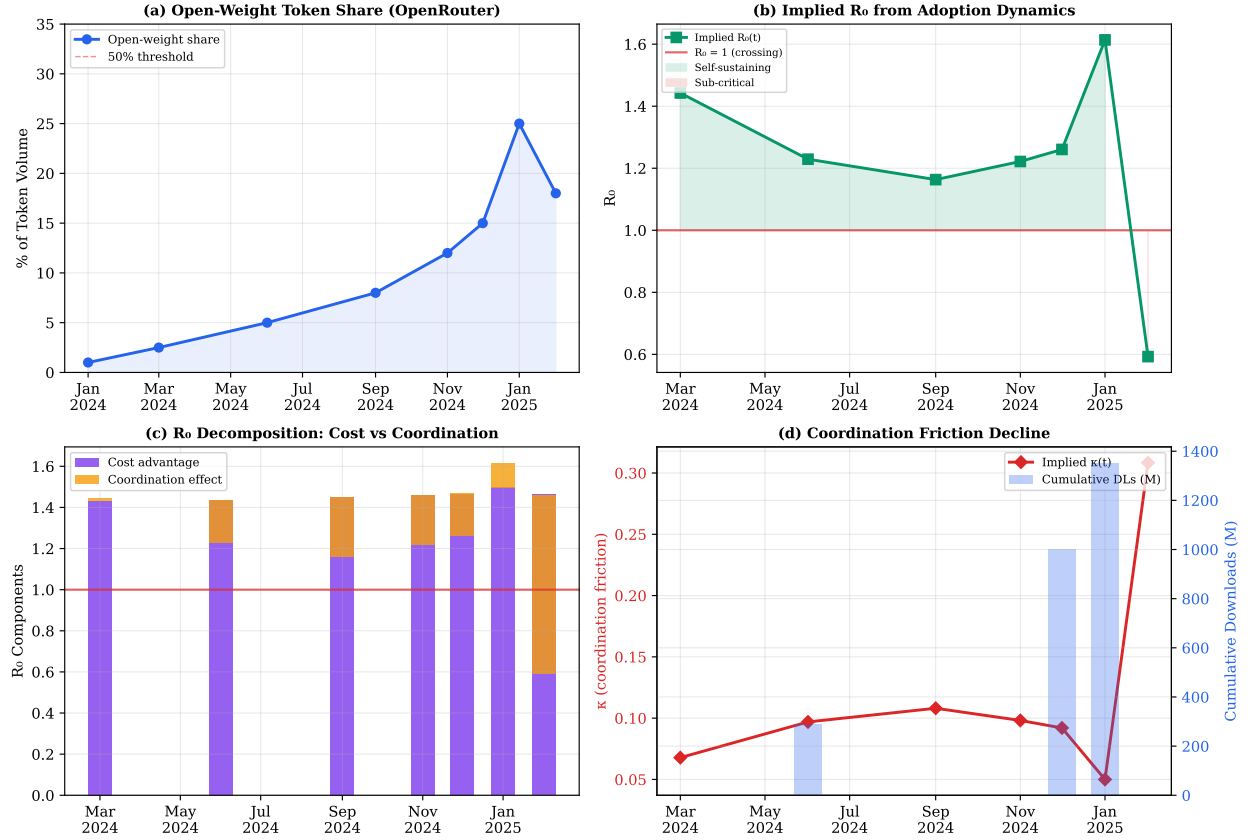 (a) Open-Weight Token Share (OpenRouter)
35
30
25
20
15
10
5
0
% of Token Volume
Open-weight share
50% threshold
Jan Mar May Jul Sep Nov Jan
2024 2024 2024 2024 2024 2024 2025
(b) Implied R₀ from Adoption Dynamics
1.6
1.4
1.2
1.0
0.8
0.6
R₀
Implied R₀(t)
R₀ = 1 (crossing)
Self-sustaining
Sub-critical
Mar May Jul Sep Nov Jan
2024 2024 2024 2024 2024 2025
(c) R₀ Decomposition: Cost vs Coordination
1.6
1.4
1.2
1.0
0.8
0.6
0.4
0.2
0.0
R₀ Components
Cost advantage
Coordination effect
Mar May Jul Sep Nov Jan
2024 2024 2024 2024 2024 2025
(d) Coordination Friction Decline
0.30
0.25
0.20
0.15
0.10
0.05
κ (coordination friction)
Implied κ(t)
Cumulative DLs (M)
1400
1200
1000
800
600
400
200
0
Cumulative Downloads (M)
Mar May Jul Sep Nov Jan
2024 2024 2024 2024 2024 2025